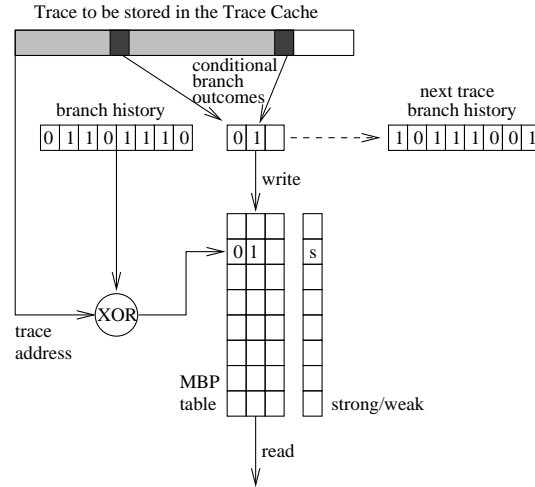 Trace to be stored in the Trace Cache
conditional
branch
outcomes
branch history
next trace
branch history
0 1 1 0 1 1 1 0
0 1
1 0 1 1 1 0 0 1
write
0 1
s
XOR
trace
address
MBP
table
strong/weak
read